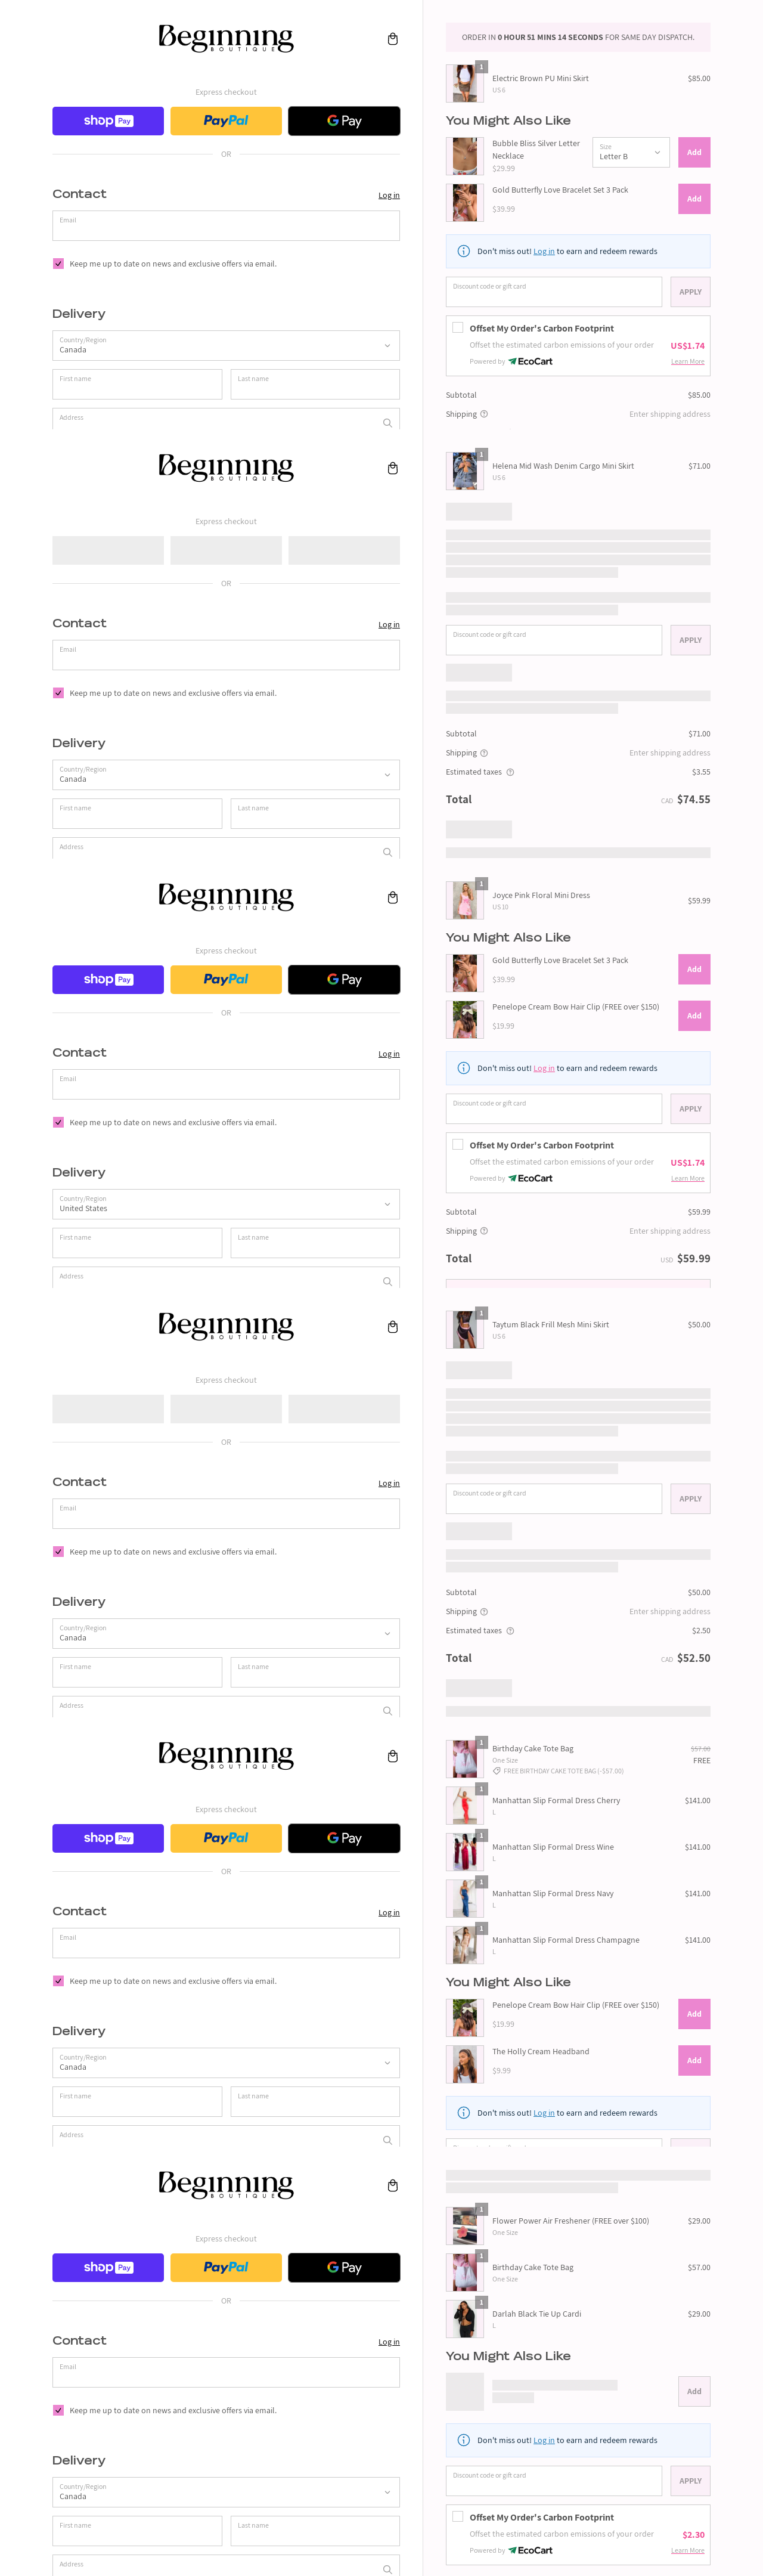 Beginning
BOUTIQUE
Express checkout
shop Pay
PayPal
G Pay
OR
Contact
Log in
Email
Keep me up to date on news and exclusive offers via email.
Delivery
Country/Region
Canada
First name
Last name
Address
ORDER IN 0 HOUR 51 MINS 14 SECONDS FOR SAME DAY DISPATCH.
1
Electric Brown PU Mini Skirt
$85.00
US 6
You Might Also Like
Bubble Bliss Silver Letter
Necklace
$29.99
Size
Letter B
Add
Gold Butterfly Love Bracelet Set 3 Pack
$39.99
Add
Don't miss out! Log in to earn and redeem rewards
Discount code or gift card
APPLY
Offset My Order's Carbon Footprint
Offset the estimated carbon emissions of your order
US$1.74
Powered by EcoCart
Learn More
Subtotal
$85.00
Shipping
Enter shipping address
Beginning
BOUTIQUE
Express checkout
OR
Contact
Log in
Email
Keep me up to date on news and exclusive offers via email.
Delivery
Country/Region
Canada
First name
Last name
Address
1
Helena Mid Wash Denim Cargo Mini Skirt
$71.00
US 6
Discount code or gift card
APPLY
Subtotal
$71.00
Shipping
Enter shipping address
Estimated taxes
$3.55
Total
CAD $74.55
Beginning
BOUTIQUE
Express checkout
shop Pay
PayPal
G Pay
OR
Contact
Log in
Email
Keep me up to date on news and exclusive offers via email.
Delivery
Country/Region
United States
First name
Last name
Address
1
Joyce Pink Floral Mini Dress
$59.99
US 10
You Might Also Like
Gold Butterfly Love Bracelet Set 3 Pack
$39.99
Add
Penelope Cream Bow Hair Clip (FREE over $150)
$19.99
Add
Don't miss out! Log in to earn and redeem rewards
Discount code or gift card
APPLY
Offset My Order's Carbon Footprint
Offset the estimated carbon emissions of your order
US$1.74
Powered by EcoCart
Learn More
Subtotal
$59.99
Shipping
Enter shipping address
Total
USD $59.99
Beginning
BOUTIQUE
Express checkout
OR
Contact
Log in
Email
Keep me up to date on news and exclusive offers via email.
Delivery
Country/Region
Canada
First name
Last name
Address
1
Taytum Black Frill Mesh Mini Skirt
$50.00
US 6
Discount code or gift card
APPLY
Subtotal
$50.00
Shipping
Enter shipping address
Estimated taxes
$2.50
Total
CAD $52.50
Beginning
BOUTIQUE
Express checkout
shop Pay
PayPal
G Pay
OR
Contact
Log in
Email
Keep me up to date on news and exclusive offers via email.
Delivery
Country/Region
Canada
First name
Last name
Address
1
Birthday Cake Tote Bag
$57.00
One Size
FREE
FREE BIRTHDAY CAKE TOTE BAG (-$57.00)
1
Manhattan Slip Formal Dress Cherry
$141.00
L
1
Manhattan Slip Formal Dress Wine
$141.00
L
1
Manhattan Slip Formal Dress Navy
$141.00
L
1
Manhattan Slip Formal Dress Champagne
$141.00
L
You Might Also Like
Penelope Cream Bow Hair Clip (FREE over $150)
$19.99
Add
The Holly Cream Headband
$9.99
Add
Don't miss out! Log in to earn and redeem rewards
Beginning
BOUTIQUE
Express checkout
shop Pay
PayPal
G Pay
OR
Contact
Log in
Email
Keep me up to date on news and exclusive offers via email.
Delivery
Country/Region
Canada
First name
Last name
Address
1
Flower Power Air Freshener (FREE over $100)
$29.00
One Size
1
Birthday Cake Tote Bag
$57.00
One Size
1
Darlah Black Tie Up Cardi
$29.00
L
You Might Also Like
Add
Don't miss out! Log in to earn and redeem rewards
Discount code or gift card
APPLY
Offset My Order's Carbon Footprint
Offset the estimated carbon emissions of your order
$2.30
Powered by EcoCart
Learn More